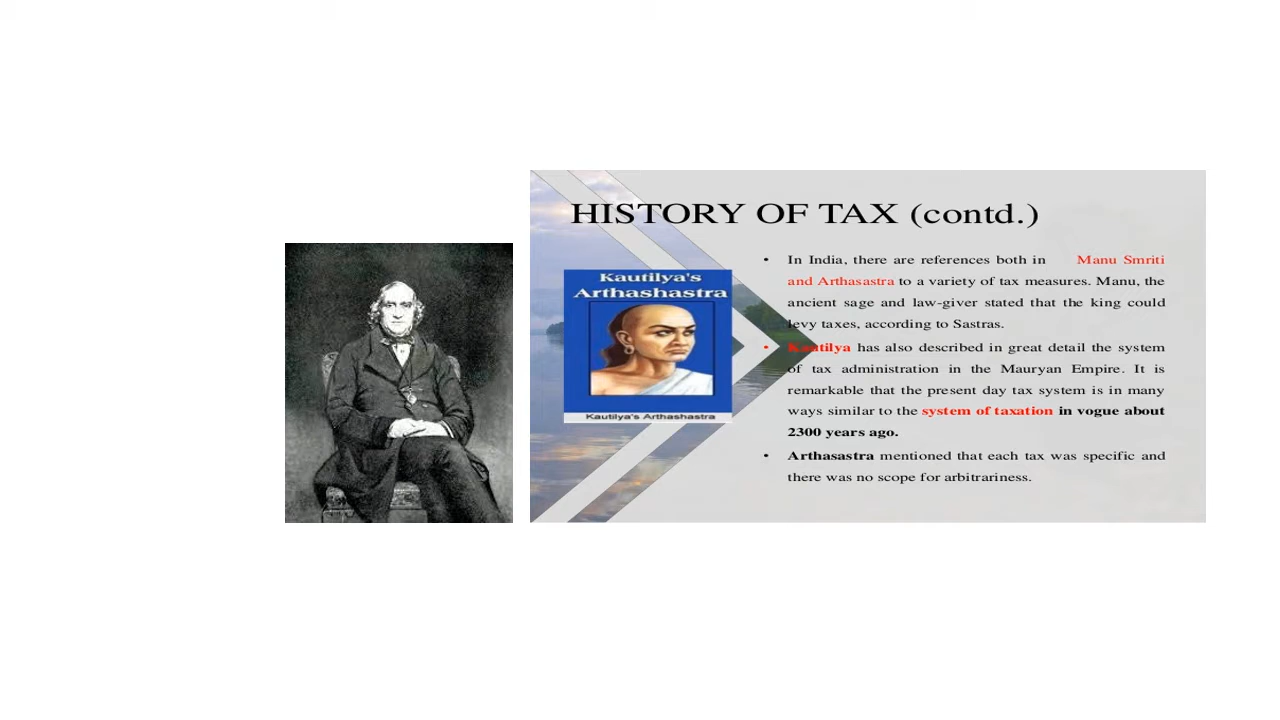 HISTORY OF TAX (contd.)
Kautilya's
Arthashastra
Kautilya's Arthashastra
• In India, there are references both in Manu Smriti
and Arthasastra to a variety of tax measures. Manu, the
ancient sage and law-giver stated that the king could
levy taxes, according to Sastras.
• Kautilya has also described in great detail the system
of tax administration in the Mauryan Empire. It is
remarkable that the present day tax system is in many
ways similar to the system of taxation in vogue about
2300 years ago.
• Arthasastra mentioned that each tax was specific and
there was no scope for arbitrariness.